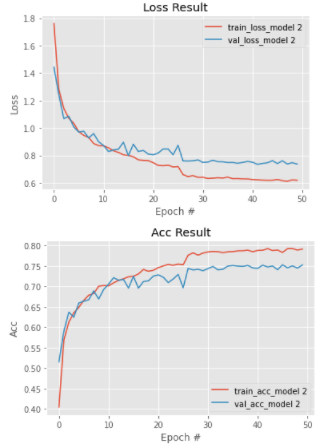 Loss Result
1.8
1.6
1.4
1.2
1.0
0.8
0.6
Loss
train_loss_model 2
val_loss_model 2
0 10 20 30 40 50
Epoch #
Acc Result
0.80
0.75
0.70
0.65
0.60
0.55
0.50
0.45
0.40
Acc
train_acc_model 2
val_acc_model 2
0 10 20 30 40 50
Epoch #